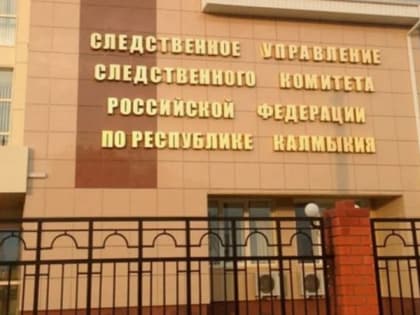 СЛЕДСТВЕННОЕ УПРАВЛЕНИЕ
СЛЕДСТВЕННОГО КОМИТЕТА
РОССИЙСКОЙ ФЕДЕРАЦИИ
ПО РЕСПУБЛИКЕ КАЛМЫКИЯ